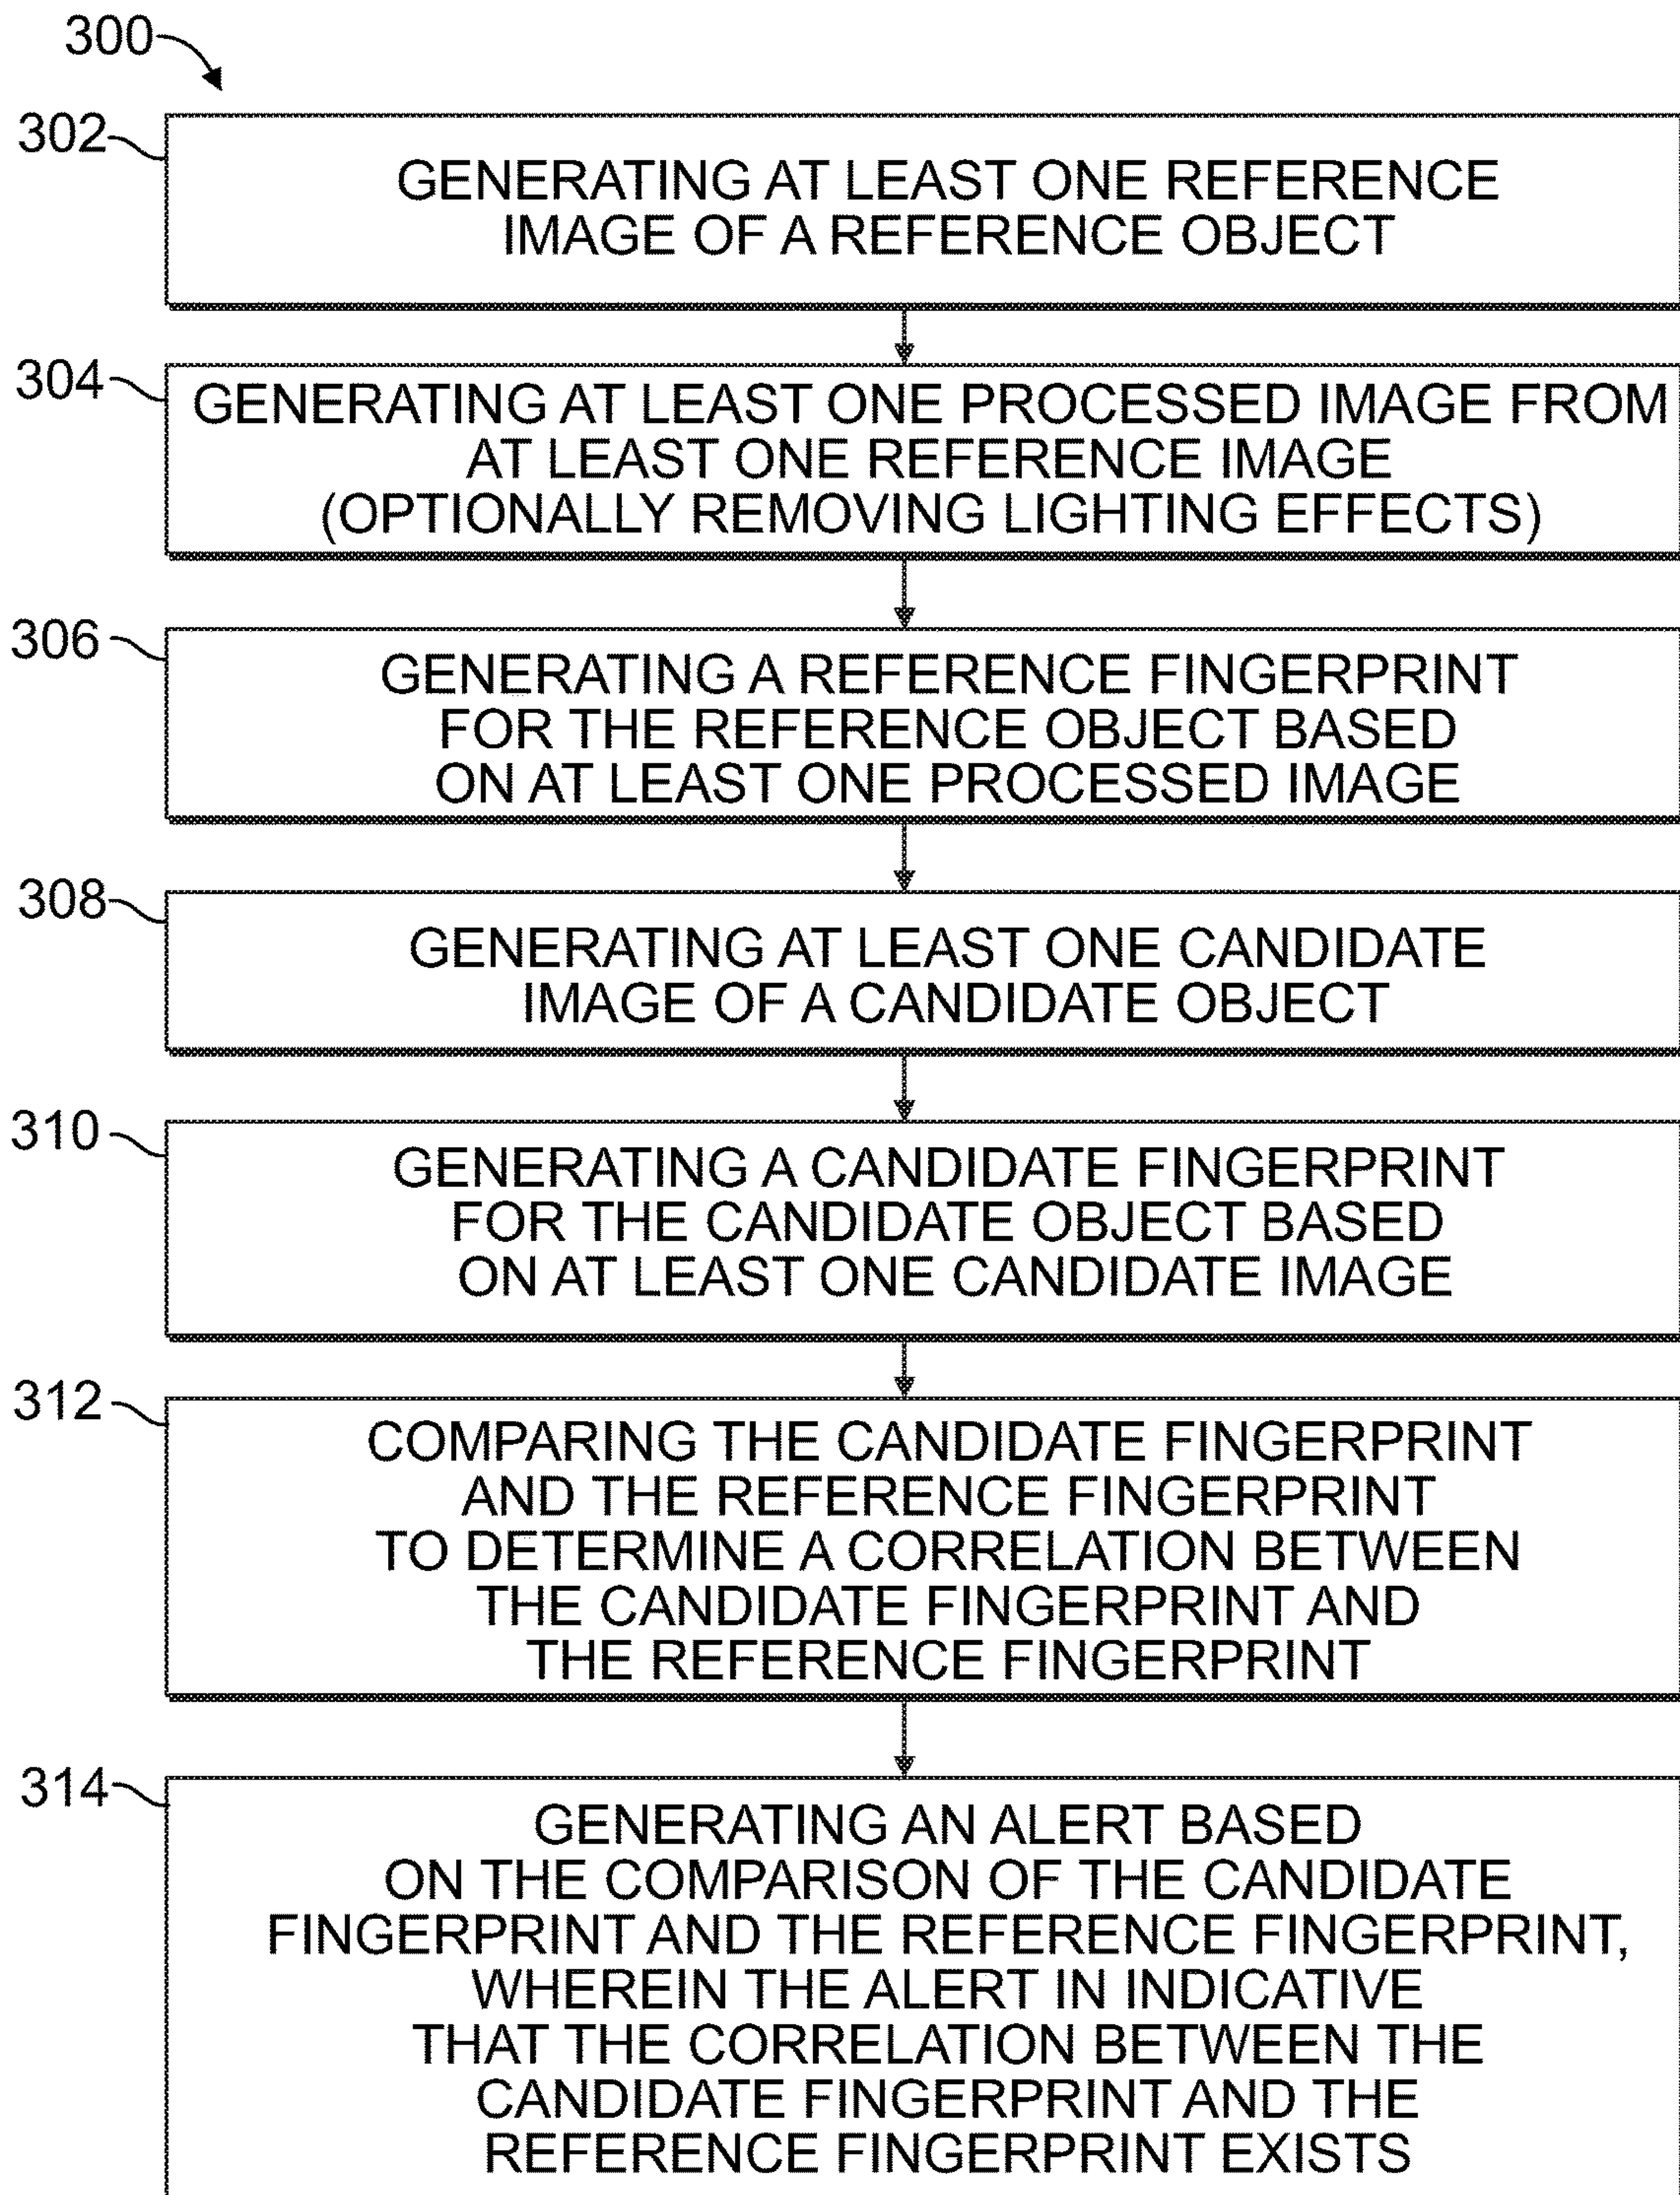 300
302
GENERATING AT LEAST ONE REFERENCE
IMAGE OF A REFERENCE OBJECT
304
GENERATING AT LEAST ONE PROCESSED IMAGE FROM
AT LEAST ONE REFERENCE IMAGE
(OPTIONALLY REMOVING LIGHTING EFFECTS)
306
GENERATING A REFERENCE FINGERPRINT
FOR THE REFERENCE OBJECT BASED
ON AT LEAST ONE PROCESSED IMAGE
308
GENERATING AT LEAST ONE CANDIDATE
IMAGE OF A CANDIDATE OBJECT
310
GENERATING A CANDIDATE FINGERPRINT
FOR THE CANDIDATE OBJECT BASED
ON AT LEAST ONE CANDIDATE IMAGE
312
COMPARING THE CANDIDATE FINGERPRINT
AND THE REFERENCE FINGERPRINT
TO DETERMINE A CORRELATION BETWEEN
THE CANDIDATE FINGERPRINT AND
THE REFERENCE FINGERPRINT
314
GENERATING AN ALERT BASED
ON THE COMPARISON OF THE CANDIDATE
FINGERPRINT AND THE REFERENCE FINGERPRINT,
WHEREIN THE ALERT IN INDICATIVE
THAT THE CORRELATION BETWEEN THE
CANDIDATE FINGERPRINT AND THE
REFERENCE FINGERPRINT EXISTS